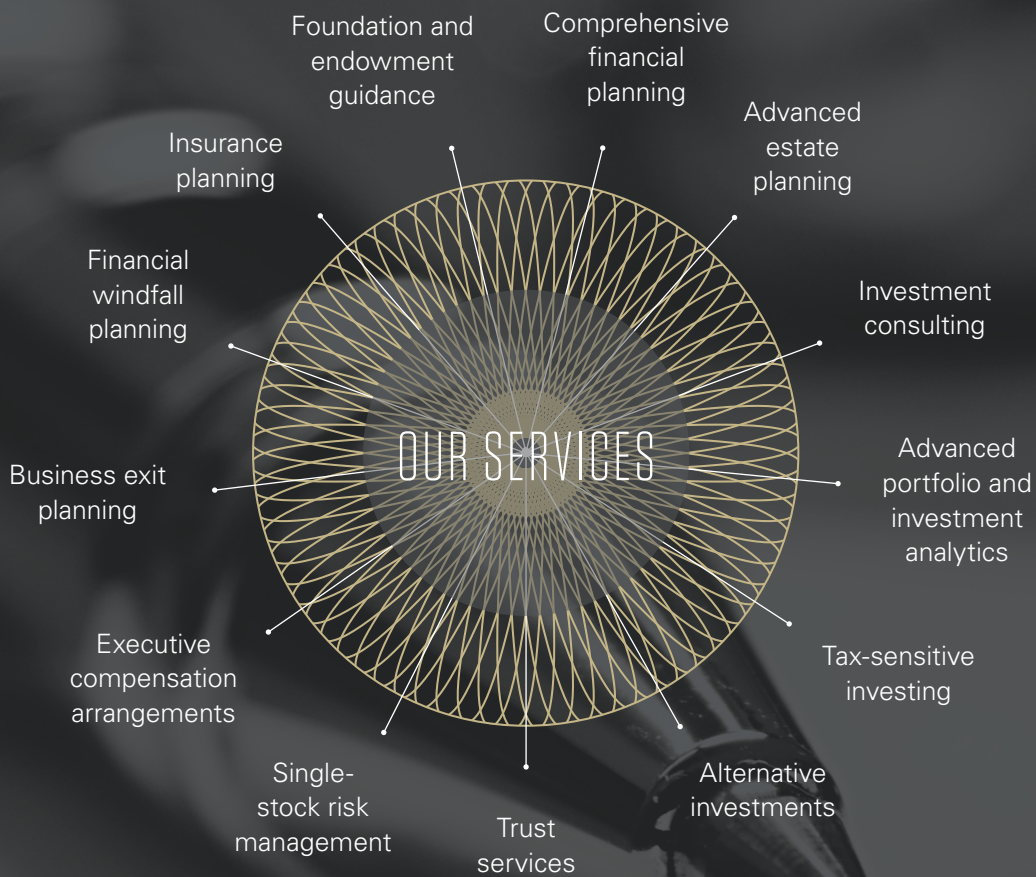 Foundation and
endowment
guidance
Comprehensive
financial
planning
Advanced
estate
planning
Insurance
planning
Financial
windfall
planning
Investment
consulting
OUR SERVICES
Business exit
planning
Advanced
portfolio and
investment
analytics
Executive
compensation
arrangements
Tax-sensitive
investing
Single-
stock risk
management
Trust
services
Alternative
investments